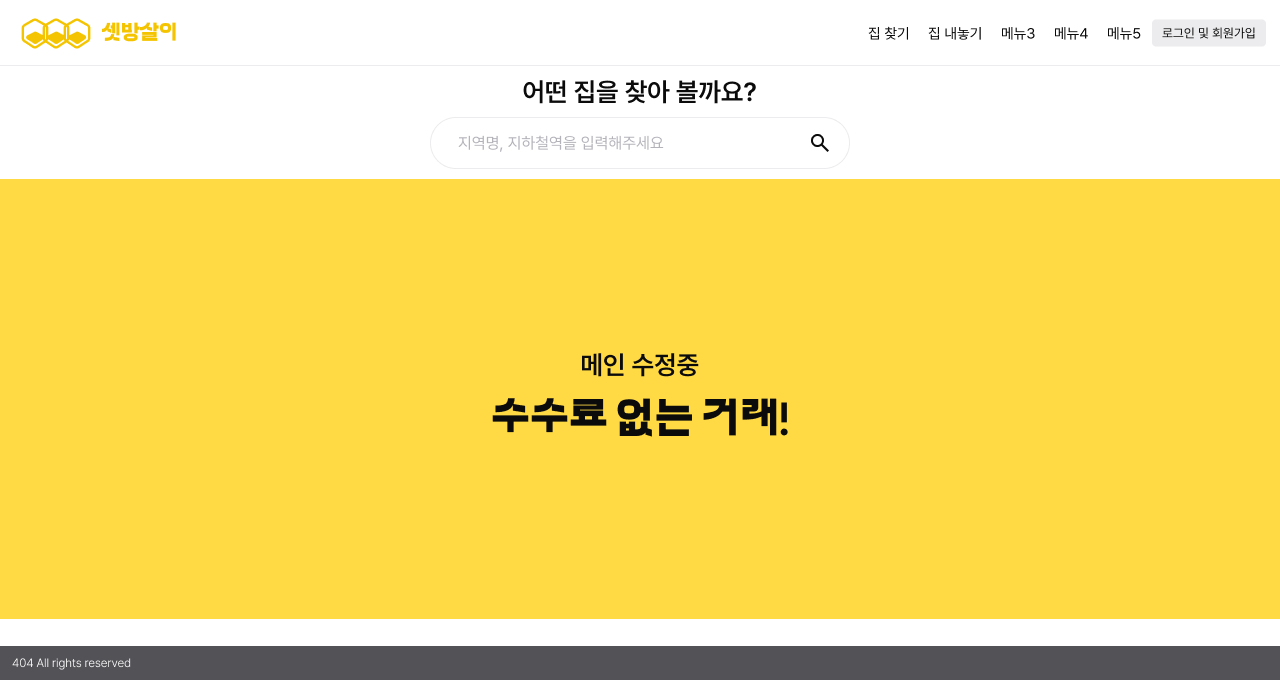 셋방살이
집 찾기 집 내놓기 메뉴3 메뉴4 메뉴5 로그인 및 회원가입
어떤 집을 찾아 볼까요?
지역명, 지하철역을 입력해주세요
메인 수정중
수수료 없는 거래!
404 All rights reserved